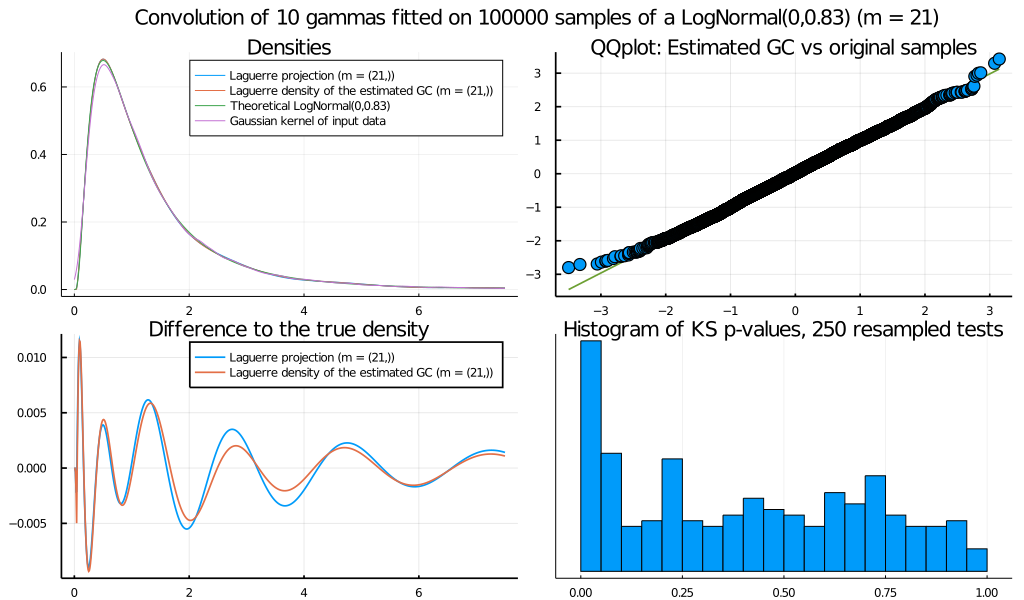 Convolution of 10 gammas fitted on 100000 samples of a LogNormal(0,0.83) (m = 21)
Densities
Laguerre projection (m = (21,))
Laguerre density of the estimated GC (m = (21,))
Theoretical LogNormal(0,0.83)
Gaussian kernel of input data
0.6
0.4
0.2
0.0
0 2 4 6
QQplot: Estimated GC vs original samples
3
2
1
0
−1
−2
−3
−3 −2 −1 0 1 2 3
Difference to the true density
Laguerre projection (m = (21,))
Laguerre density of the estimated GC (m = (21,))
0.010
0.005
0.000
−0.005
0 2 4 6
Histogram of KS p-values, 250 resampled tests
0.00 0.25 0.50 0.75 1.00